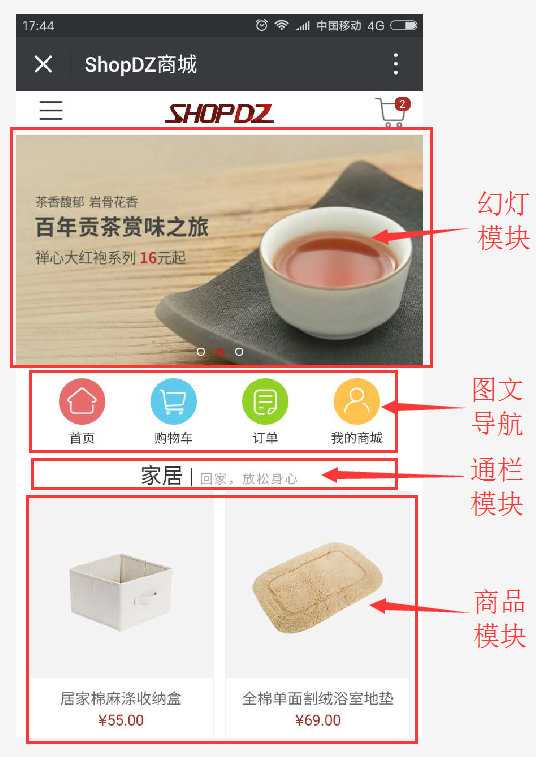 17:44
中国移动 4G
ShopDZ商城
SHOPDZ
2
茶香馥郁 岩骨花香
百年贡茶赏味之旅
禅心大红袍系列 16元起
幻灯
模块
首页
购物车
订单
我的商城
图文
导航
家居 | 回家，放松身心
通栏
模块
商品
模块
居家棉麻涤收纳盒
全棉单面割绒浴室地垫
¥55.00
¥69.00